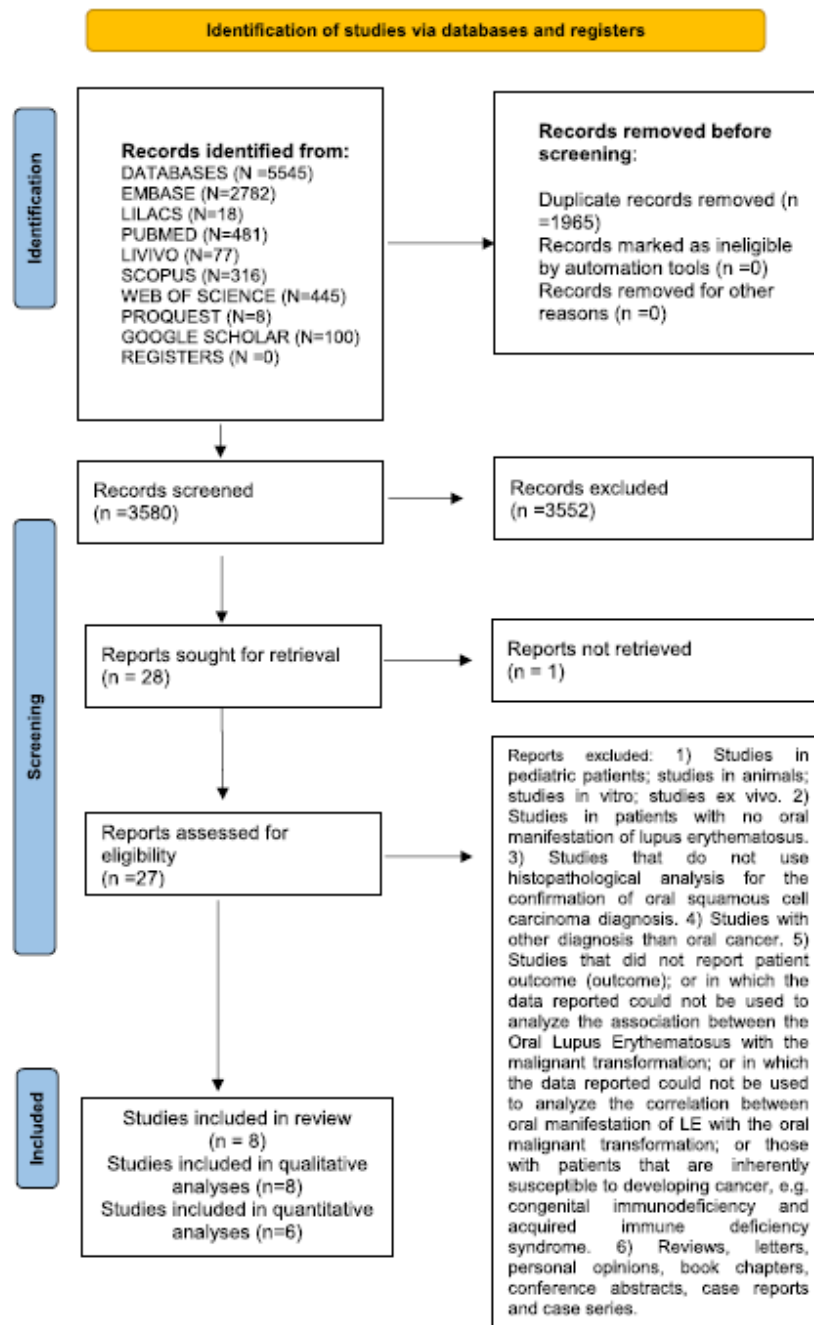 Identification of studies via databases and registers
Identification
Records identified from:
DATABASES (N =5545)
EMBASE (N=2782)
LILACS (N=18)
PUBMED (N=481)
LIVIVO (N=77)
SCOPUS (N=316)
WEB OF SCIENCE (N=445)
PROQUEST (N=8)
GOOGLE SCHOLAR (N=100)
REGISTERS (N =0)
Records removed before
screening:
Duplicate records removed (n
=1965)
Records marked as ineligible
by automation tools (n =0)
Records removed for other
reasons (n =0)
Screening
Records screened
(n =3580)
Records excluded
(n =3552)
Reports sought for retrieval
(n = 28)
Reports not retrieved
(n = 1)
Reports assessed for
eligibility
(n =27)
Reports excluded: 1) Studies in
pediatric patients; studies in animals;
studies in vitro; studies ex vivo. 2)
Studies in patients with no oral
manifestation of lupus erythematosus.
3) Studies that do not use
histopathological analysis for the
confirmation of oral squamous cell
carcinoma diagnosis. 4) Studies with
other diagnosis than oral cancer. 5)
Studies that did not report patient
outcome (outcome); or in which the
data reported could not be used to
analyze the association between the
Oral Lupus Erythematosus with the
malignant transformation; or in which
the data reported could not be used
to analyze the correlation between
oral manifestation of LE with the oral
malignant transformation; or those
with patients that are inherently
susceptible to developing cancer, e.g.
congenital immunodeficiency and
acquired immune deficiency
syndrome. 6) Reviews, letters,
personal opinions, book chapters,
conference abstracts, case reports
and case series.
Included
Studies included in review
(n = 8)
Studies included in qualitative
analyses (n=8)
Studies included in quantitative
analyses (n=6)